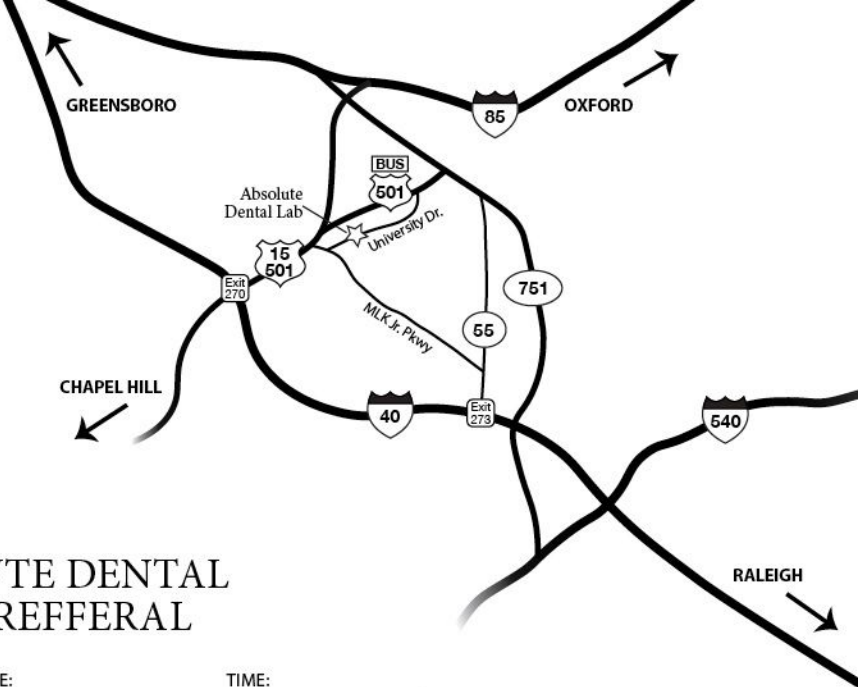 GREENSBORO
OXFORD
85
BUS
501
Absolute
Dental Lab
University Dr.
15
501
Exit
270
751
MLK Jr. Pkwy
55
CHAPEL HILL
40
Exit
273
540
TE DENTAL
REFFERAL
RALEIGH
E:
TIME: